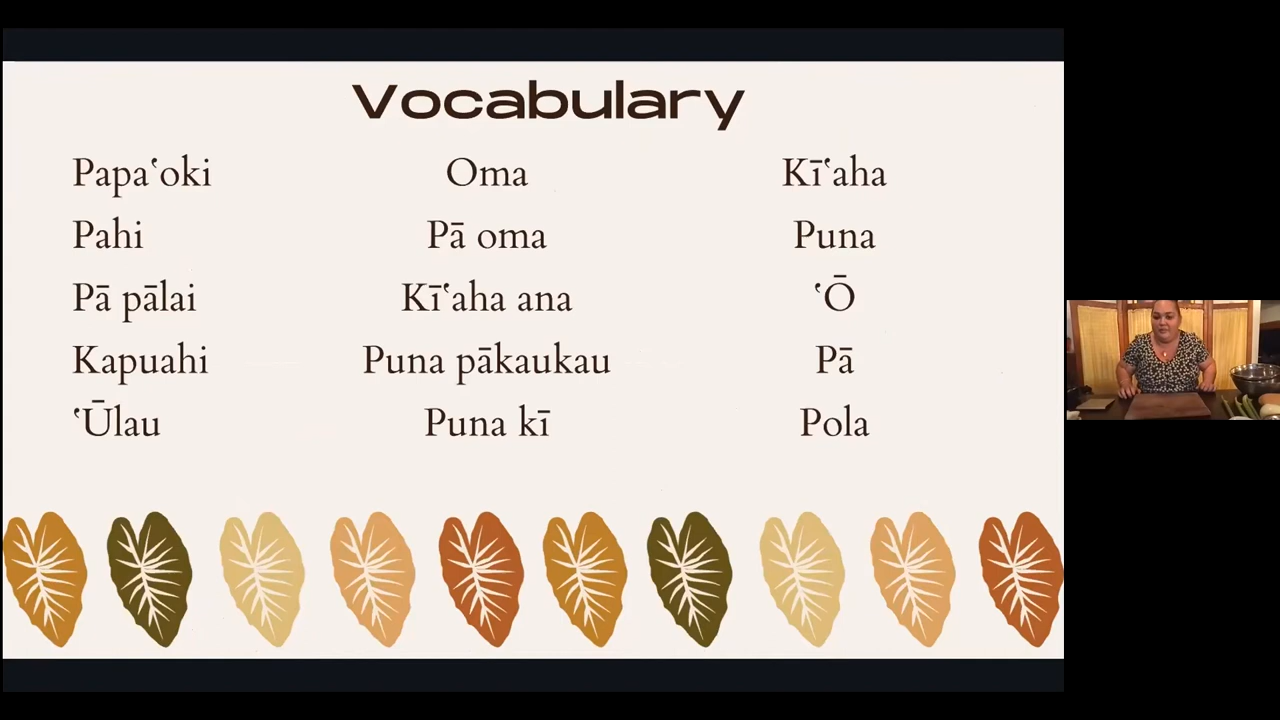 Vocabulary
Papaʻoki
Pahi
Pā pālai
Kapuahi
ʻŪlau
Oma
Pā oma
Kīʻaha ana
Puna pākaukau
Puna kī
Kīʻaha
Puna
ʻŌ
Pā
Pola